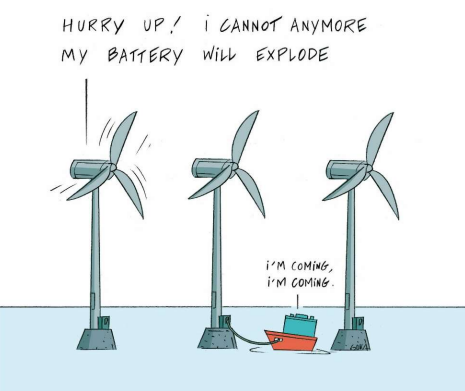 HURRY UP! i CANNOT ANYMORE
MY BATTERY WiLL EXPLODE
i'M COMiNG,
i'M COMiNG.